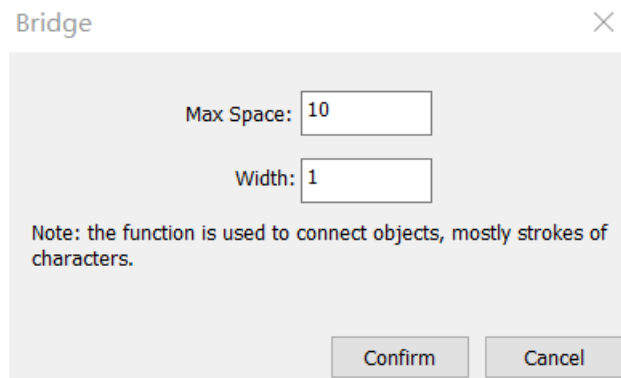 Bridge
Max Space: 10
Width: 1
Note: the function is used to connect objects, mostly strokes of
characters.
Confirm Cancel